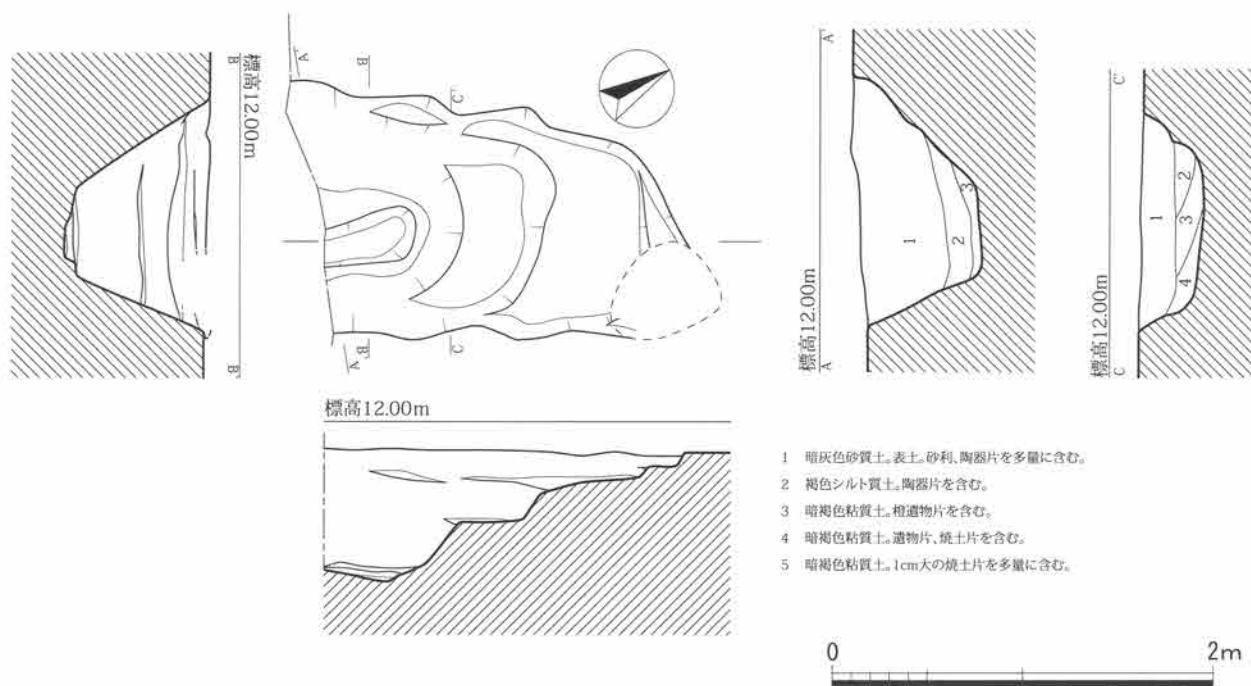 B
標高12.00m
B'
A'
B'
C'
A
B
C
標高12.00m
A'
1
2
3
標高12.00m
A
C'
1
2
3
4
標高12.00m
C
1 暗灰色砂質土。表土。砂利、陶器片を多量に含む。
2 褐色シルト質土。陶器片を含む。
3 暗褐色粘質土。橙遺物片を含む。
4 暗褐色粘質土。遺物片、焼土片を含む。
5 暗褐色粘質土。1cm大の焼土片を多量に含む。
0
2m